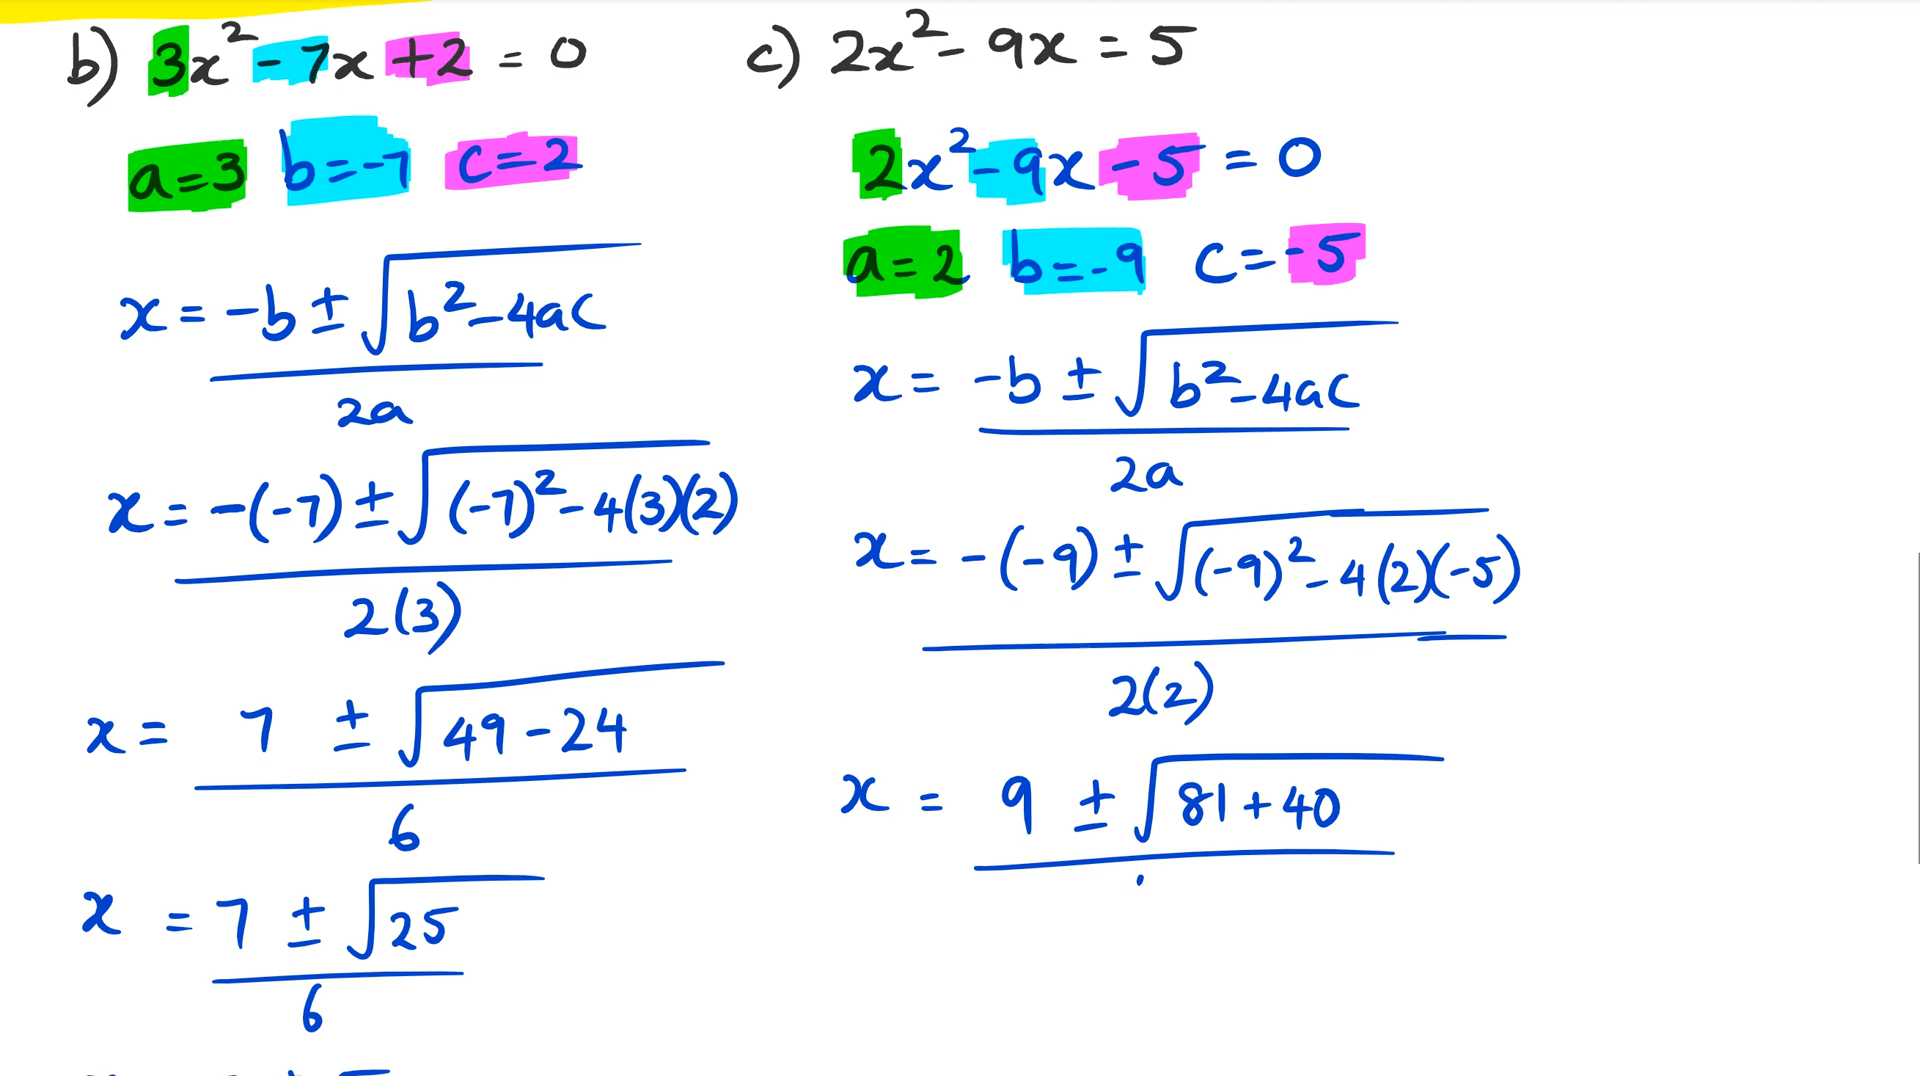 b) 3x² - 7x + 2 = 0
a = 3 b = -7 c = 2
x = -b ± √b² - 4ac
2a
x = -(-7) ± √(-7)² - 4(3)(2)
2(3)
x = 7 ± √49 - 24
6
x = 7 ± √25
6
c) 2x² - 9x = 5
2x² - 9x - 5 = 0
a = 2 b = -9 c = -5
x = -b ± √b² - 4ac
2a
x = -(-9) ± √(-9)² - 4(2)(-5)
2(2)
x = 9 ± √81 + 40